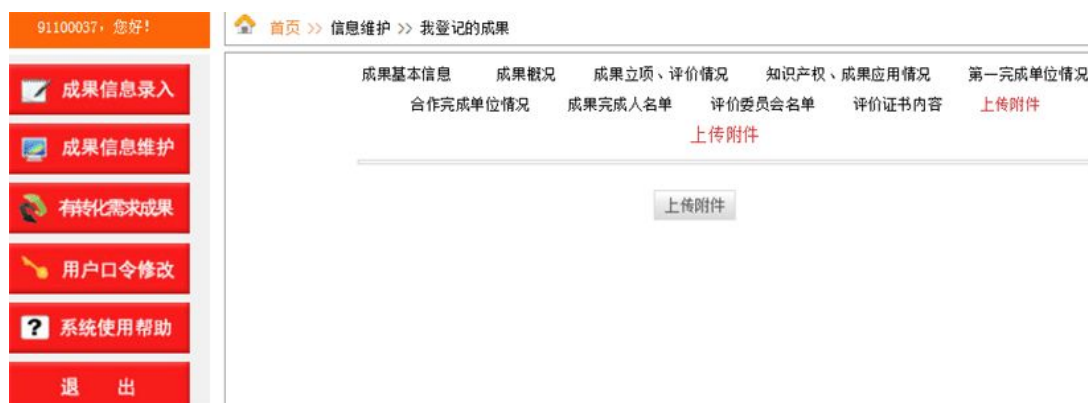 91100037，您好！
首页 >> 信息维护 >> 我登记的成果
成果信息录入
成果信息维护
有转化需求成果
用户口令修改
? 系统使用帮助
退 出
成果基本信息 成果概况 成果立项、评价情况 知识产权、成果应用情况 第一完成单位情况
合作完成单位情况 成果完成人名单 评价委员会名单 评价证书内容 上传附件
上传附件
上传附件